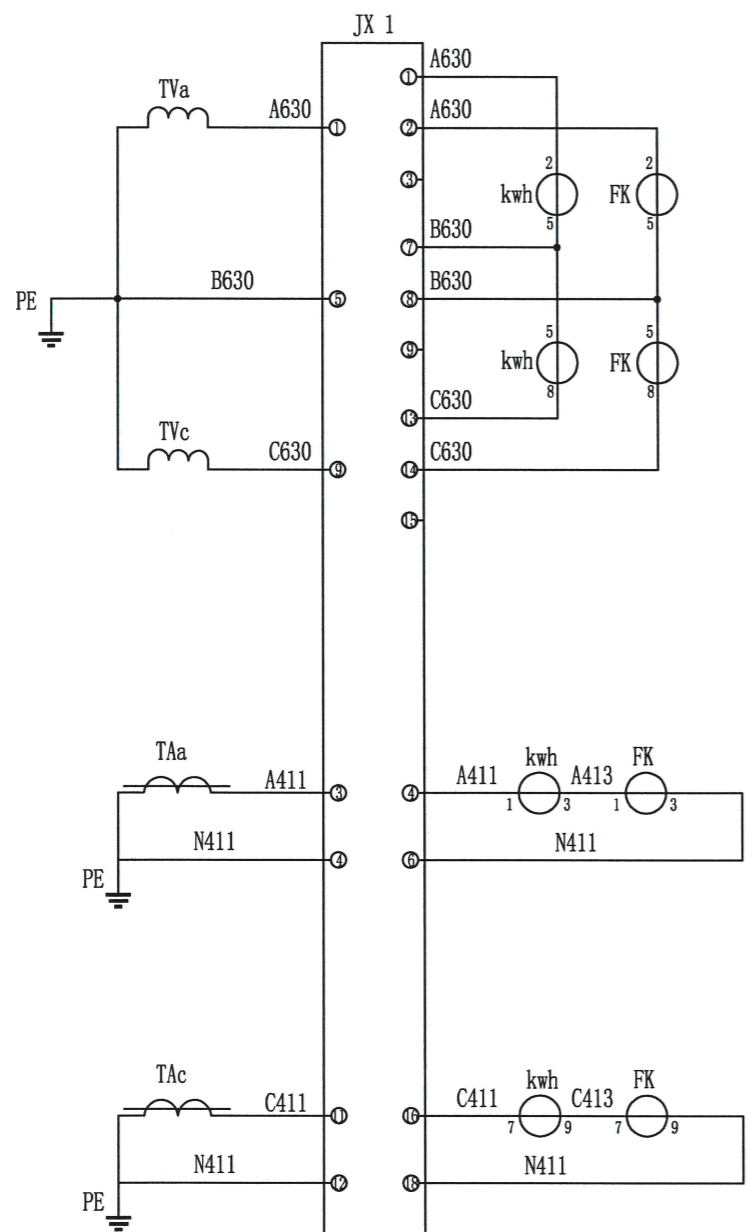 JX 1
A630
①
TVa
A630
A630
①
②
2
2
③
kwh
FK
5
5
B630
⑦
B630
B630
PE
⑤
⑧
5
5
⑨
kwh
FK
8
8
C630
⑬
TVc
C630
C630
⑨
⑭
⑮
TAa
kwh
FK
A411
A411
A413
③
④
1
3
1
3
N411
N411
④
⑥
PE
TAc
kwh
FK
C411
C411
C413
⑪
⑯
7
9
7
9
N411
N411
⑫
⑱
PE